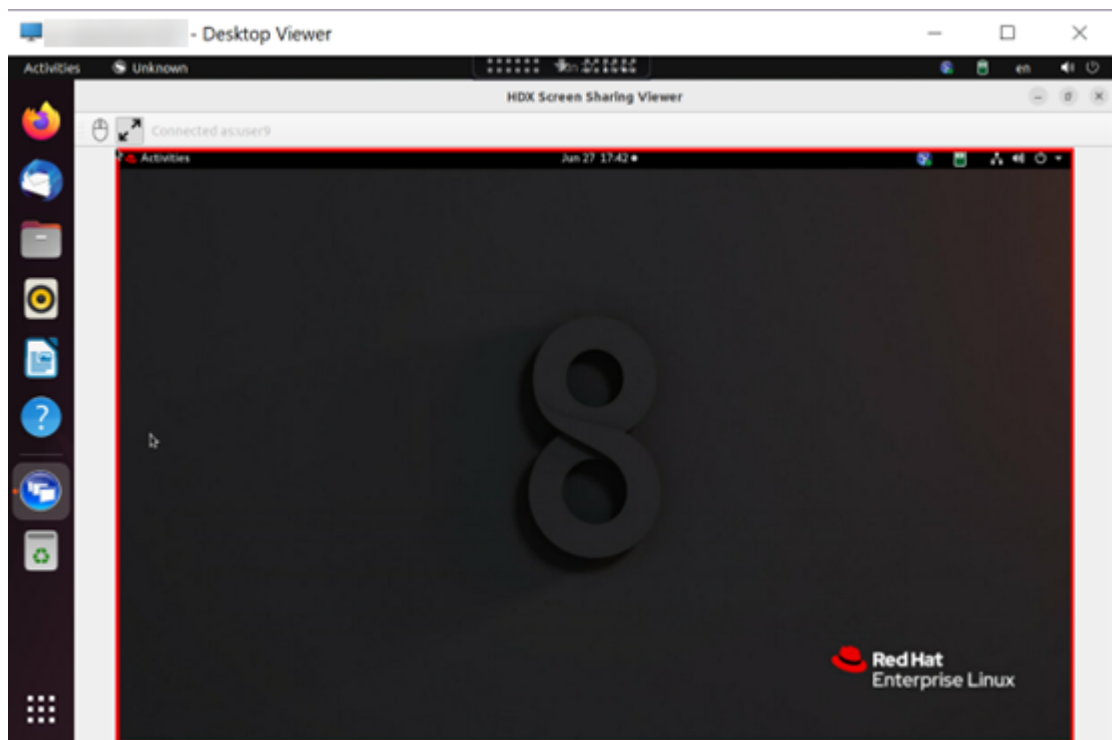 - Desktop Viewer
Activities Unknown en
HDX Screen Sharing Viewer
Connected as:user9
Activities Jun 27 17:42
8
Red Hat
Enterprise Linux